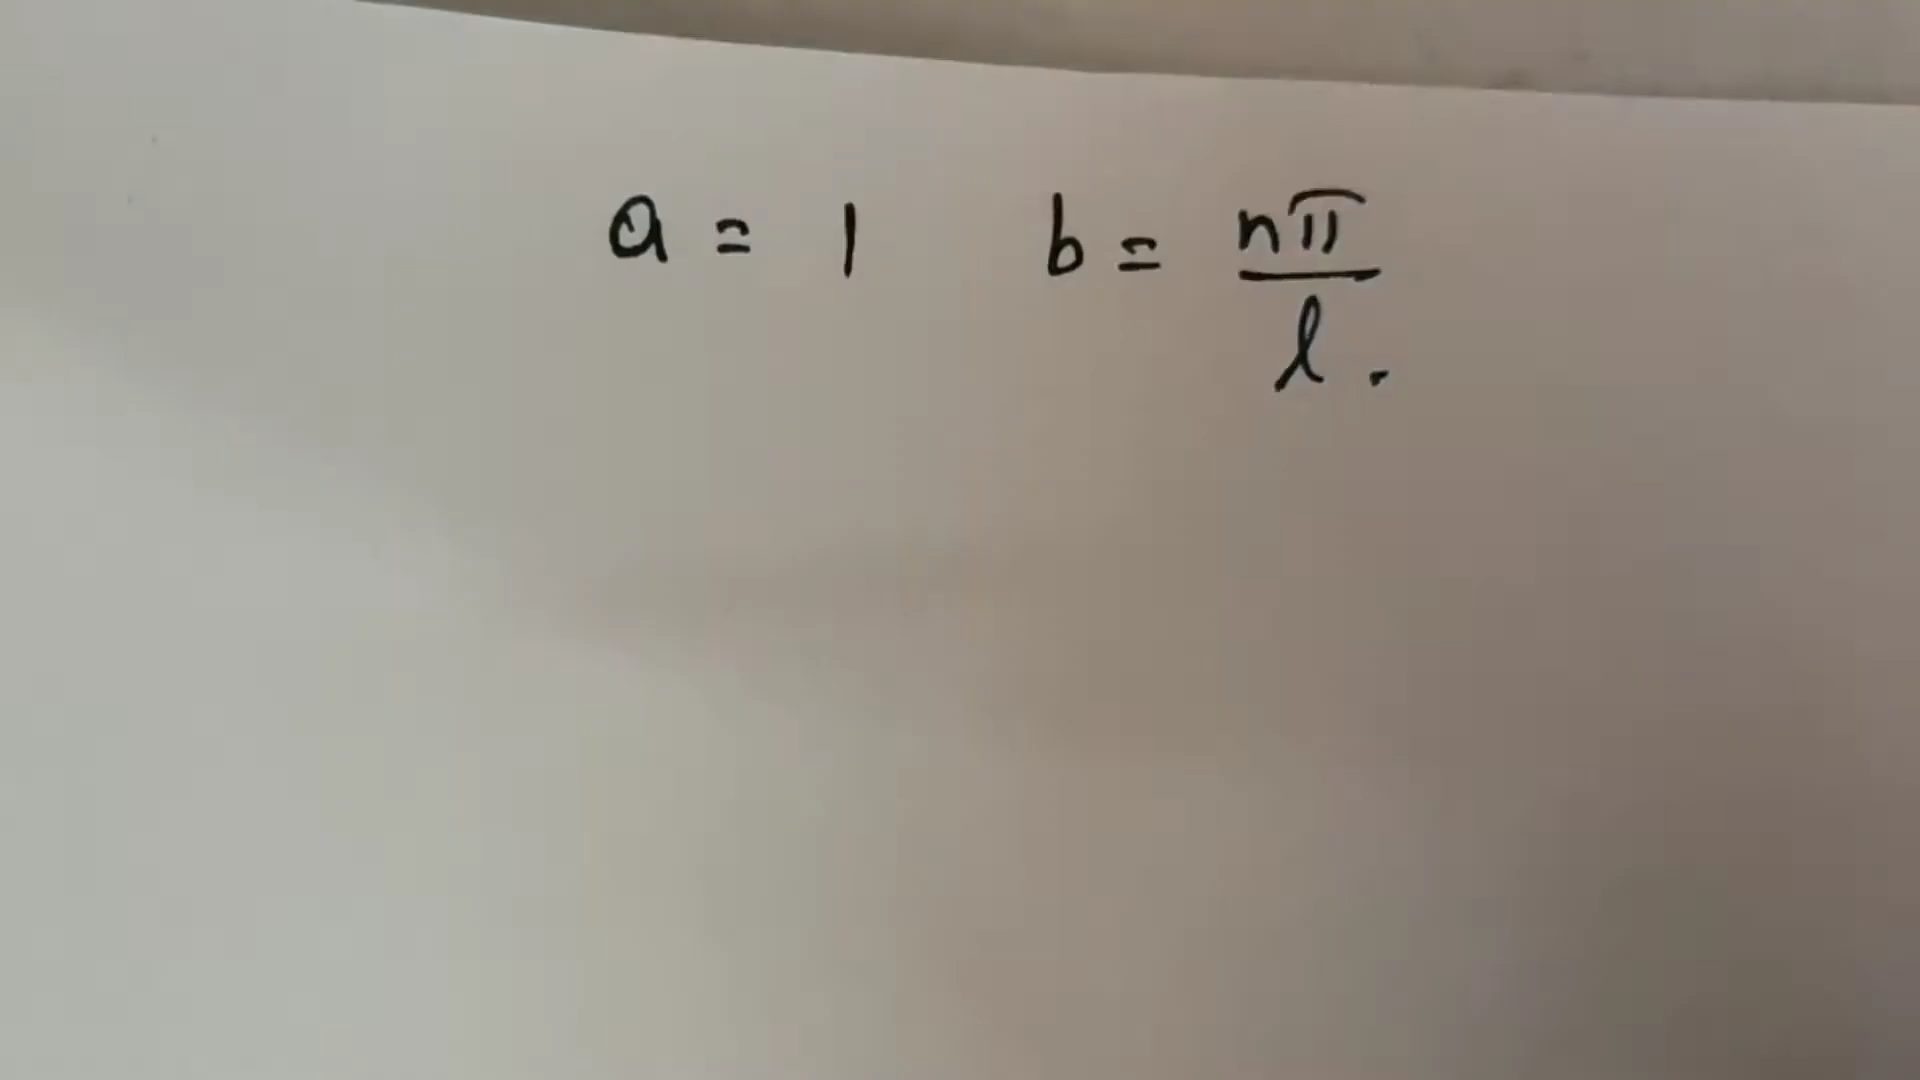 a = 1 b = nπ/l.